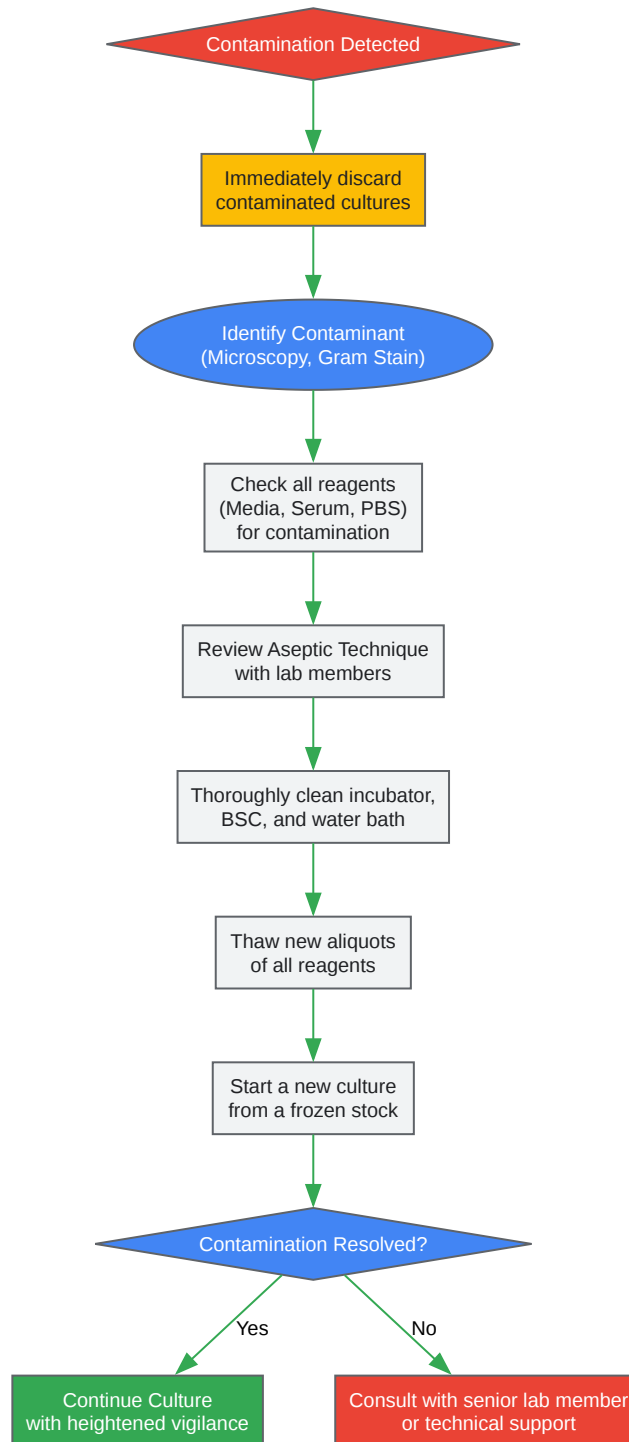 Contamination Detected
Immediately discard
contaminated cultures
Identify Contaminant
(Microscopy, Gram Stain)
Check all reagents
(Media, Serum, PBS)
for contamination
Review Aseptic Technique
with lab members
Thoroughly clean incubator,
BSC, and water bath
Thaw new aliquots
of all reagents
Start a new culture
from a frozen stock
Contamination Resolved?
Yes
No
Continue Culture
with heightened vigilance
Consult with senior lab member
or technical support